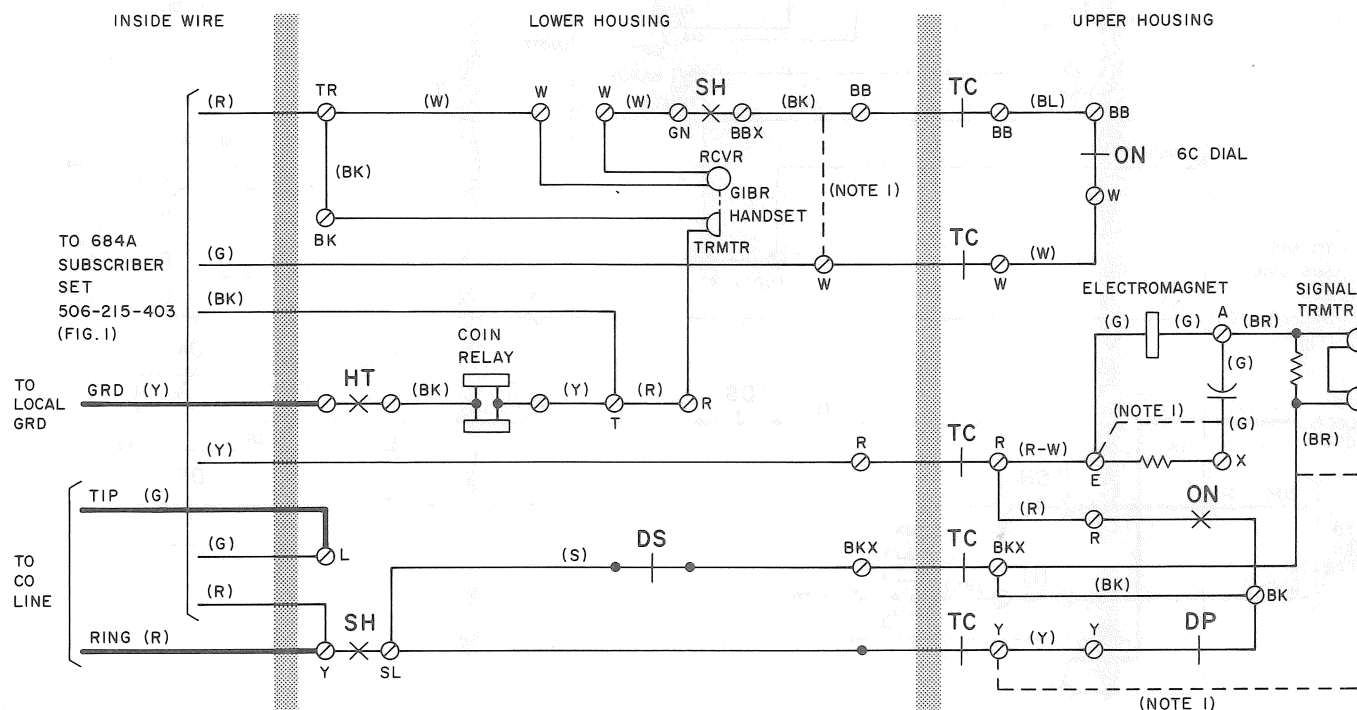 INSIDE WIRE LOWER HOUSING UPPER HOUSING
TR W W SH BB TC
(R) (W) (W) (BK) (BL) BB
GN BBX BB
RCVR ON 6C DIAL
(BK) GIBR (NOTE 1) W
HANDSET
BK TRMTR TC
(G) (W)
W W
TO 684A
SUBSCRIBER
SET
506-215-403
(FIG. 1)
(BK)
ELECTROMAGNET SIGNAL
TRMTR
(G) (G) A (BR)
COIN
RELAY
(G)
TO
LOCAL
GRD
GRD (Y) HT (BK) (Y) (R) R
T
(NOTE 1) (G) (BR)
(Y) R TC R (R-W) E X
(R) R ON
TIP (G)
(G) L (S) DS BKX TC BKX
(BK) BK
TO
CO
LINE
(R)
RING (R) SH TC Y (Y) Y DP
Y SL
(NOTE 1)